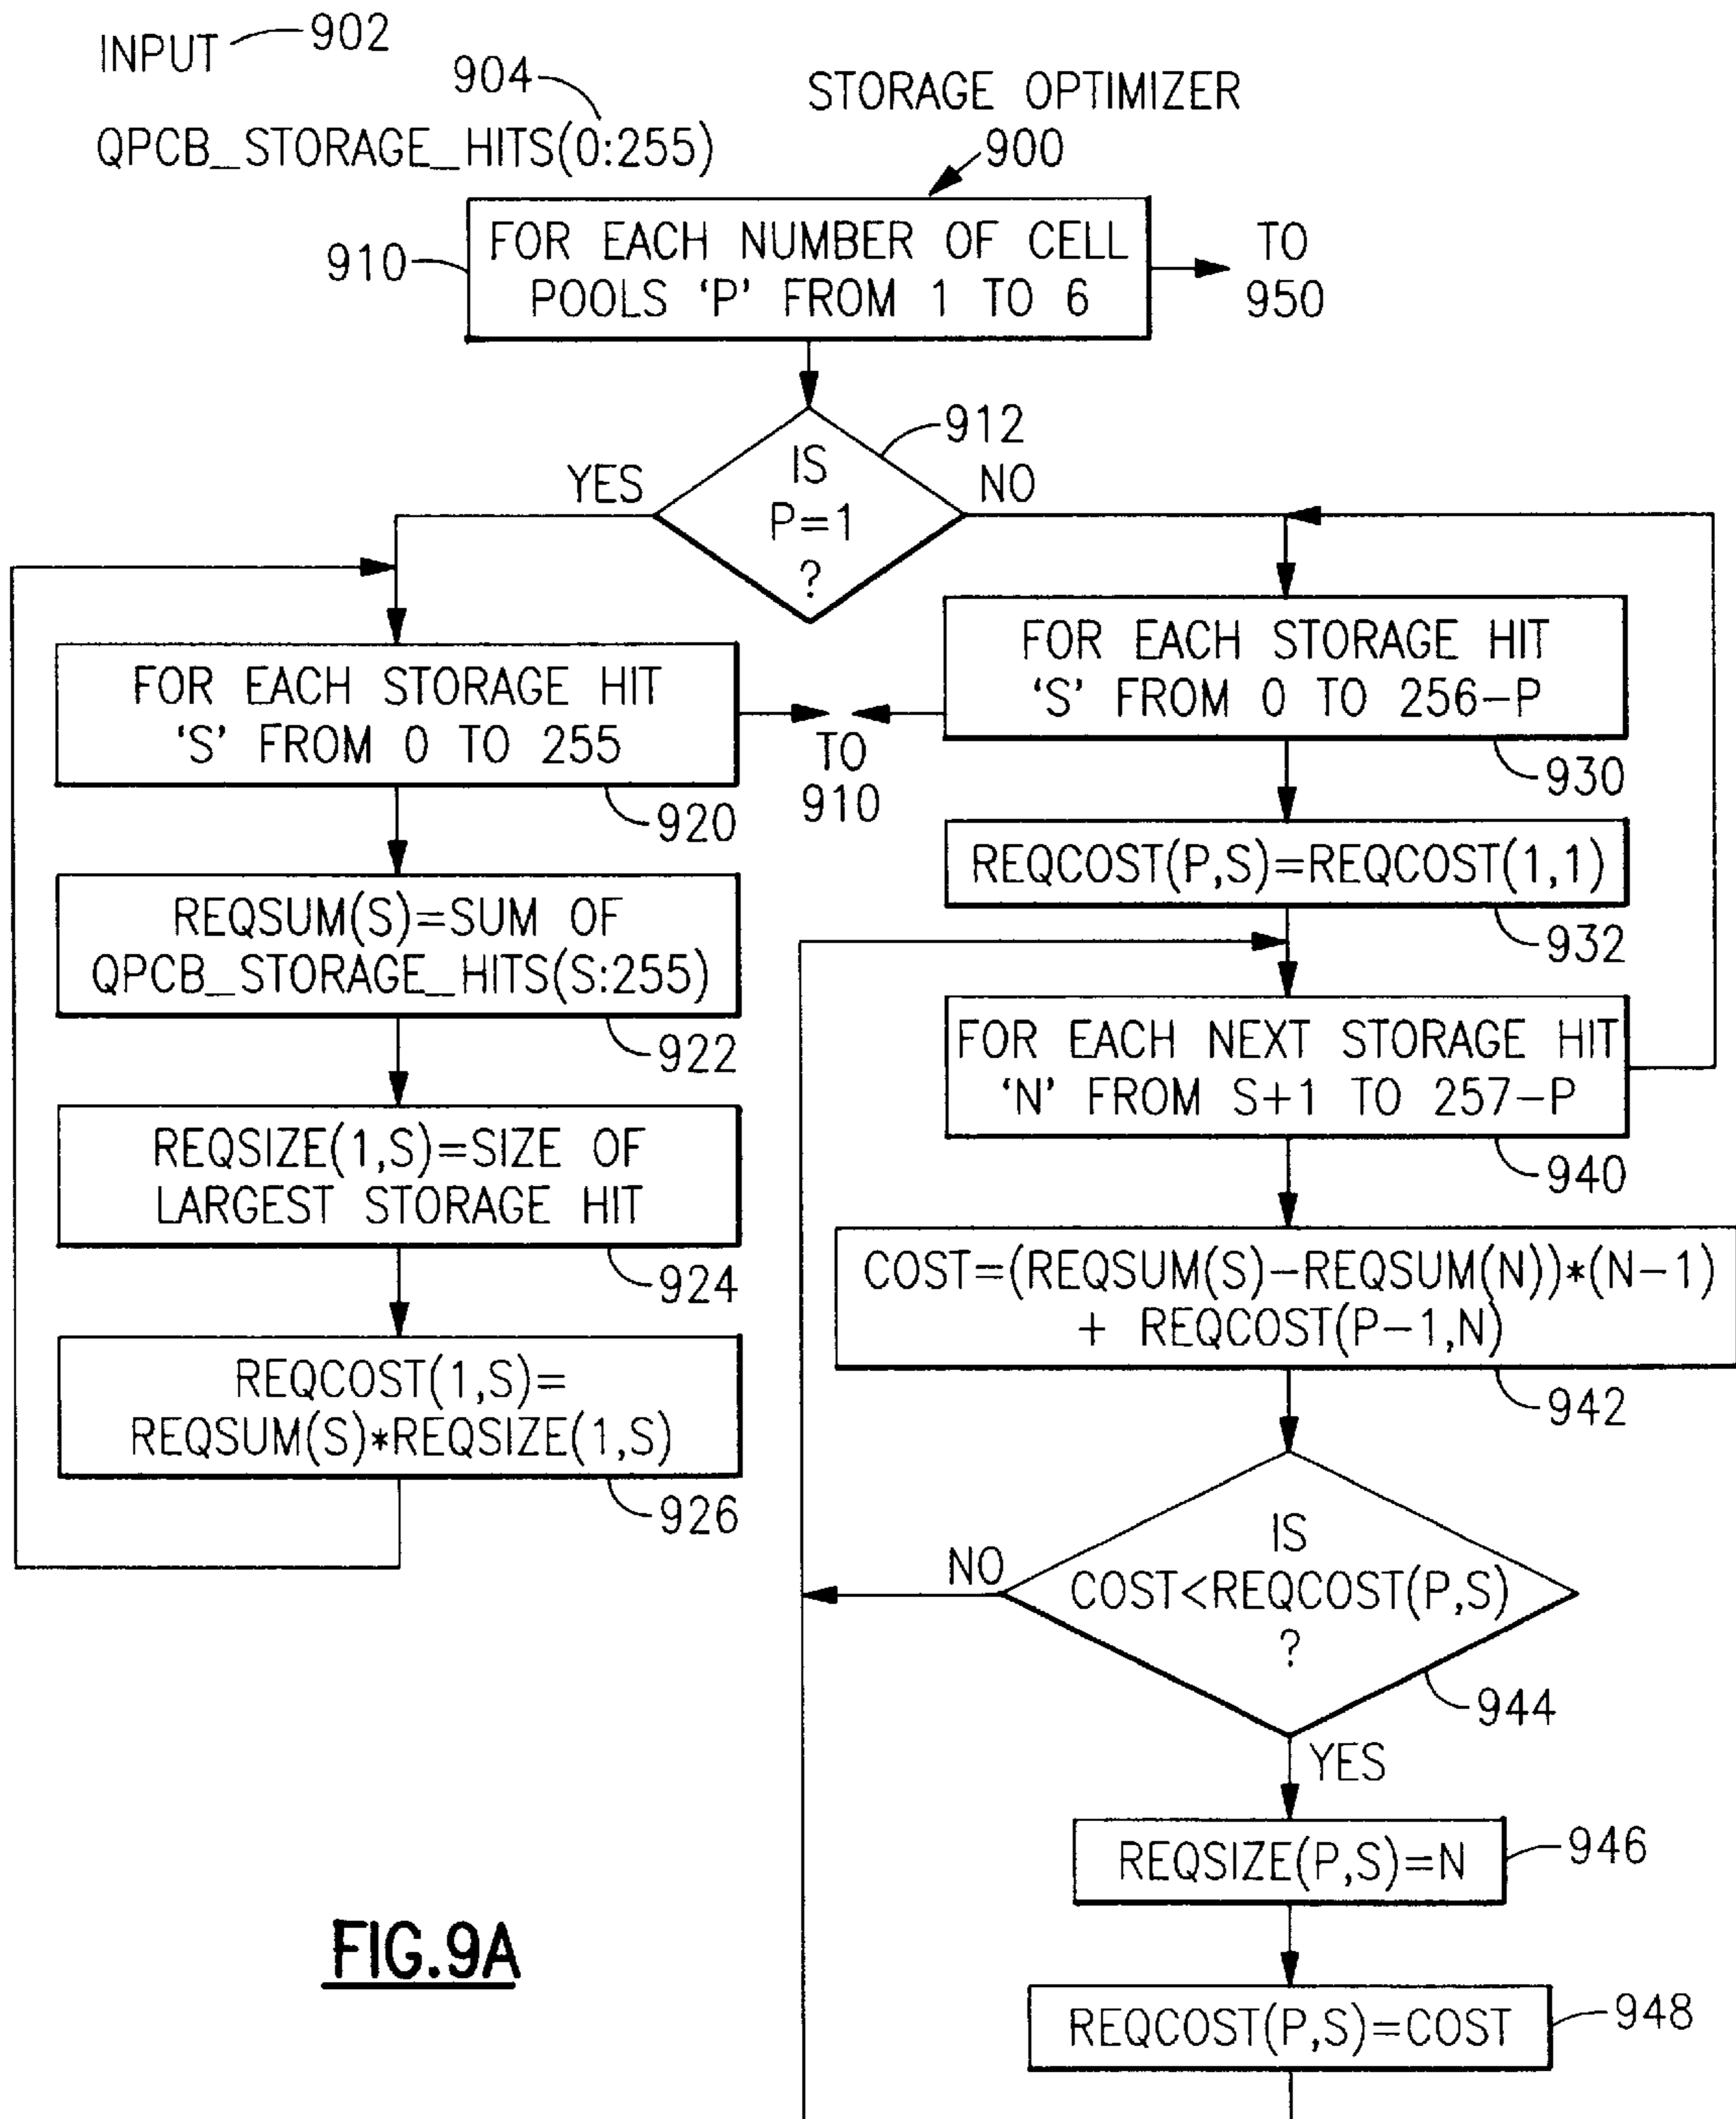 INPUT 902
904
QPCB_STORAGE_HITS(0:255)
STORAGE OPTIMIZER
900
910
FOR EACH NUMBER OF CELL
POOLS ‘P’ FROM 1 TO 6
TO
950
912
IS
P=1
?
YES
NO
FOR EACH STORAGE HIT
‘S’ FROM 0 TO 255
920
TO
910
REQSUM(S)=SUM OF
QPCB_STORAGE_HITS(S:255)
922
REQSIZE(1,S)=SIZE OF
LARGEST STORAGE HIT
924
REQCOST(1,S)=
REQSUM(S)*REQSIZE(1,S)
926
FOR EACH STORAGE HIT
‘S’ FROM 0 TO 256-P
930
REQCOST(P,S)=REQCOST(1,1)
932
FOR EACH NEXT STORAGE HIT
‘N’ FROM S+1 TO 257-P
940
COST=(REQSUM(S)-REQSUM(N))*(N-1)
+ REQCOST(P-1,N)
942
IS
COST<REQCOST(P,S)
?
944
NO
YES
REQSIZE(P,S)=N
946
REQCOST(P,S)=COST
948
FIG.9A